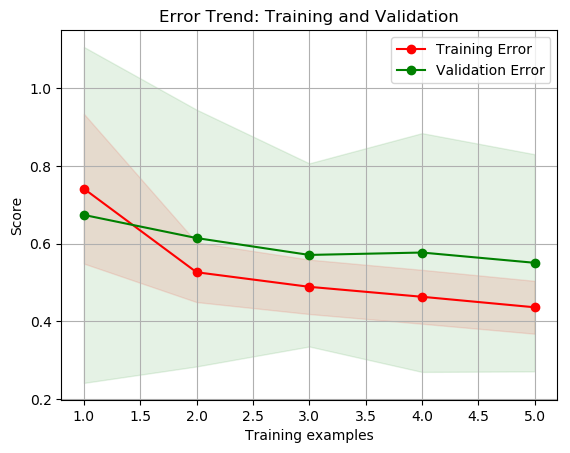 Error Trend: Training and Validation
Training Error
Validation Error
Score
1.0
0.8
0.6
0.4
0.2
1.0 1.5 2.0 2.5 3.0 3.5 4.0 4.5 5.0
Training examples